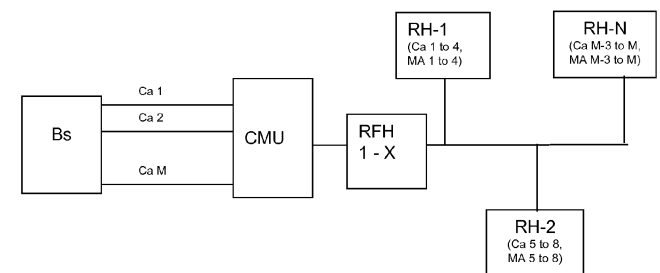 Bs
Ca 1
Ca 2
Ca M
CMU
RFH
1 - X
RH-1
(Ca 1 to 4,
MA 1 to 4)
RH-N
(Ca M-3 to M,
MA M-3 to M)
RH-2
(Ca 5 to 8,
MA 5 to 8)